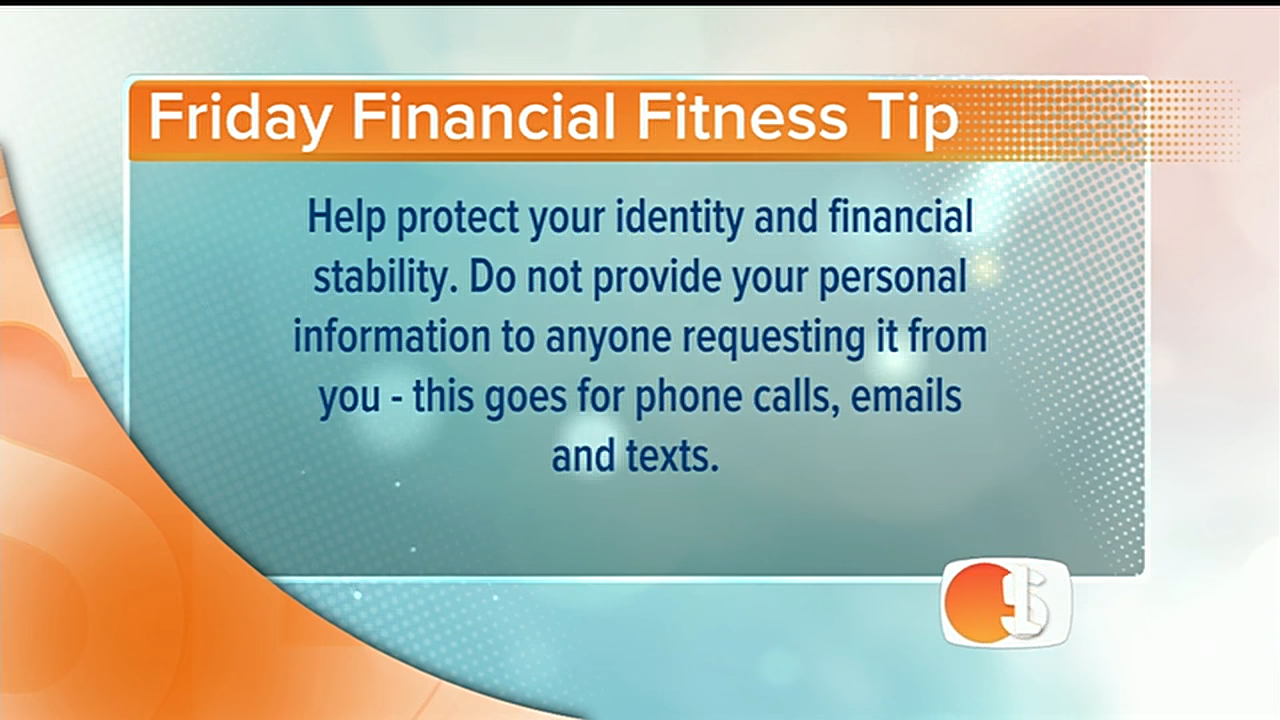 Friday Financial Fitness Tip
Help protect your identity and financial
stability. Do not provide your personal
information to anyone requesting it from
you - this goes for phone calls, emails
and texts.